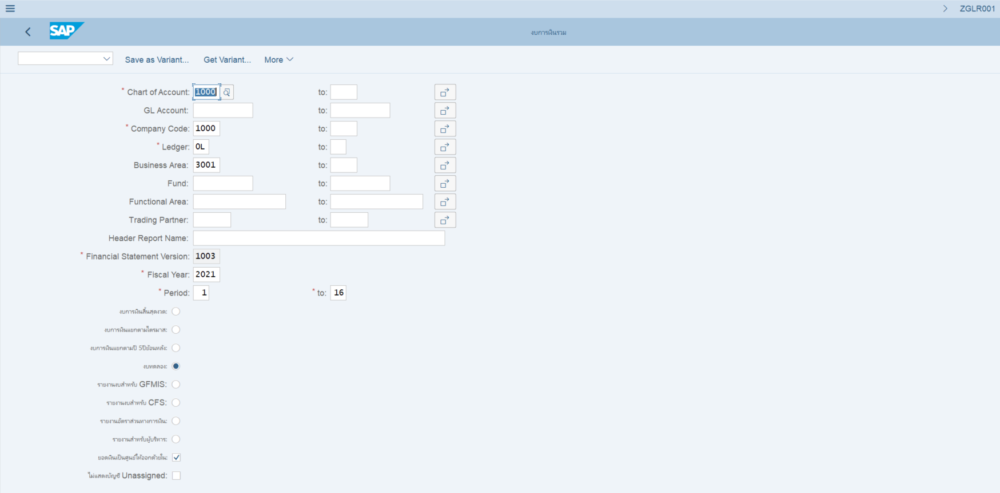 ZGLR001
SAP
งบการเงินรวม
Save as Variant... Get Variant... More
* Chart of Account: 1000 to:
GL Account: to:
* Company Code: 1000 to:
* Ledger: 0L to:
Business Area: 3001 to:
Fund: to:
Functional Area: to:
Trading Partner: to:
Header Report Name:
* Financial Statement Version: 1003
* Fiscal Year: 2021
* Period: 1 * to: 16
งบการเงินสิ้นสุดงวด:
งบการเงินแยกตามไตรมาส:
งบการเงินแยกตามปี 5ปีย้อนหลัง:
งบทดลอง:
รายงานงบสำหรับ GFMIS:
รายงานงบสำหรับ CFS:
รายงานอัตราส่วนทางการเงิน:
รายงานสำหรับผู้บริหาร:
ยอดเงินเป็นศูนย์ให้ออกด้วยใน:
ไม่แสดงบัญชี Unassigned: